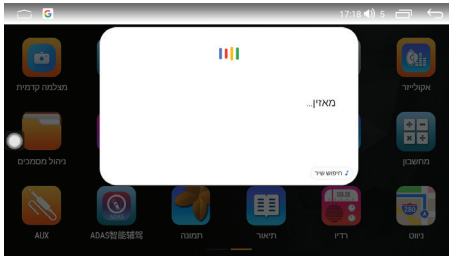 17:18 5
מאזין...
חיפוש שיר
אקולייזר
מצלמה קדמית
מחשבון
ניהול מסמכים
ניווט
רדיו
תיאור
תמונה
ADAS智能辅驾
AUX